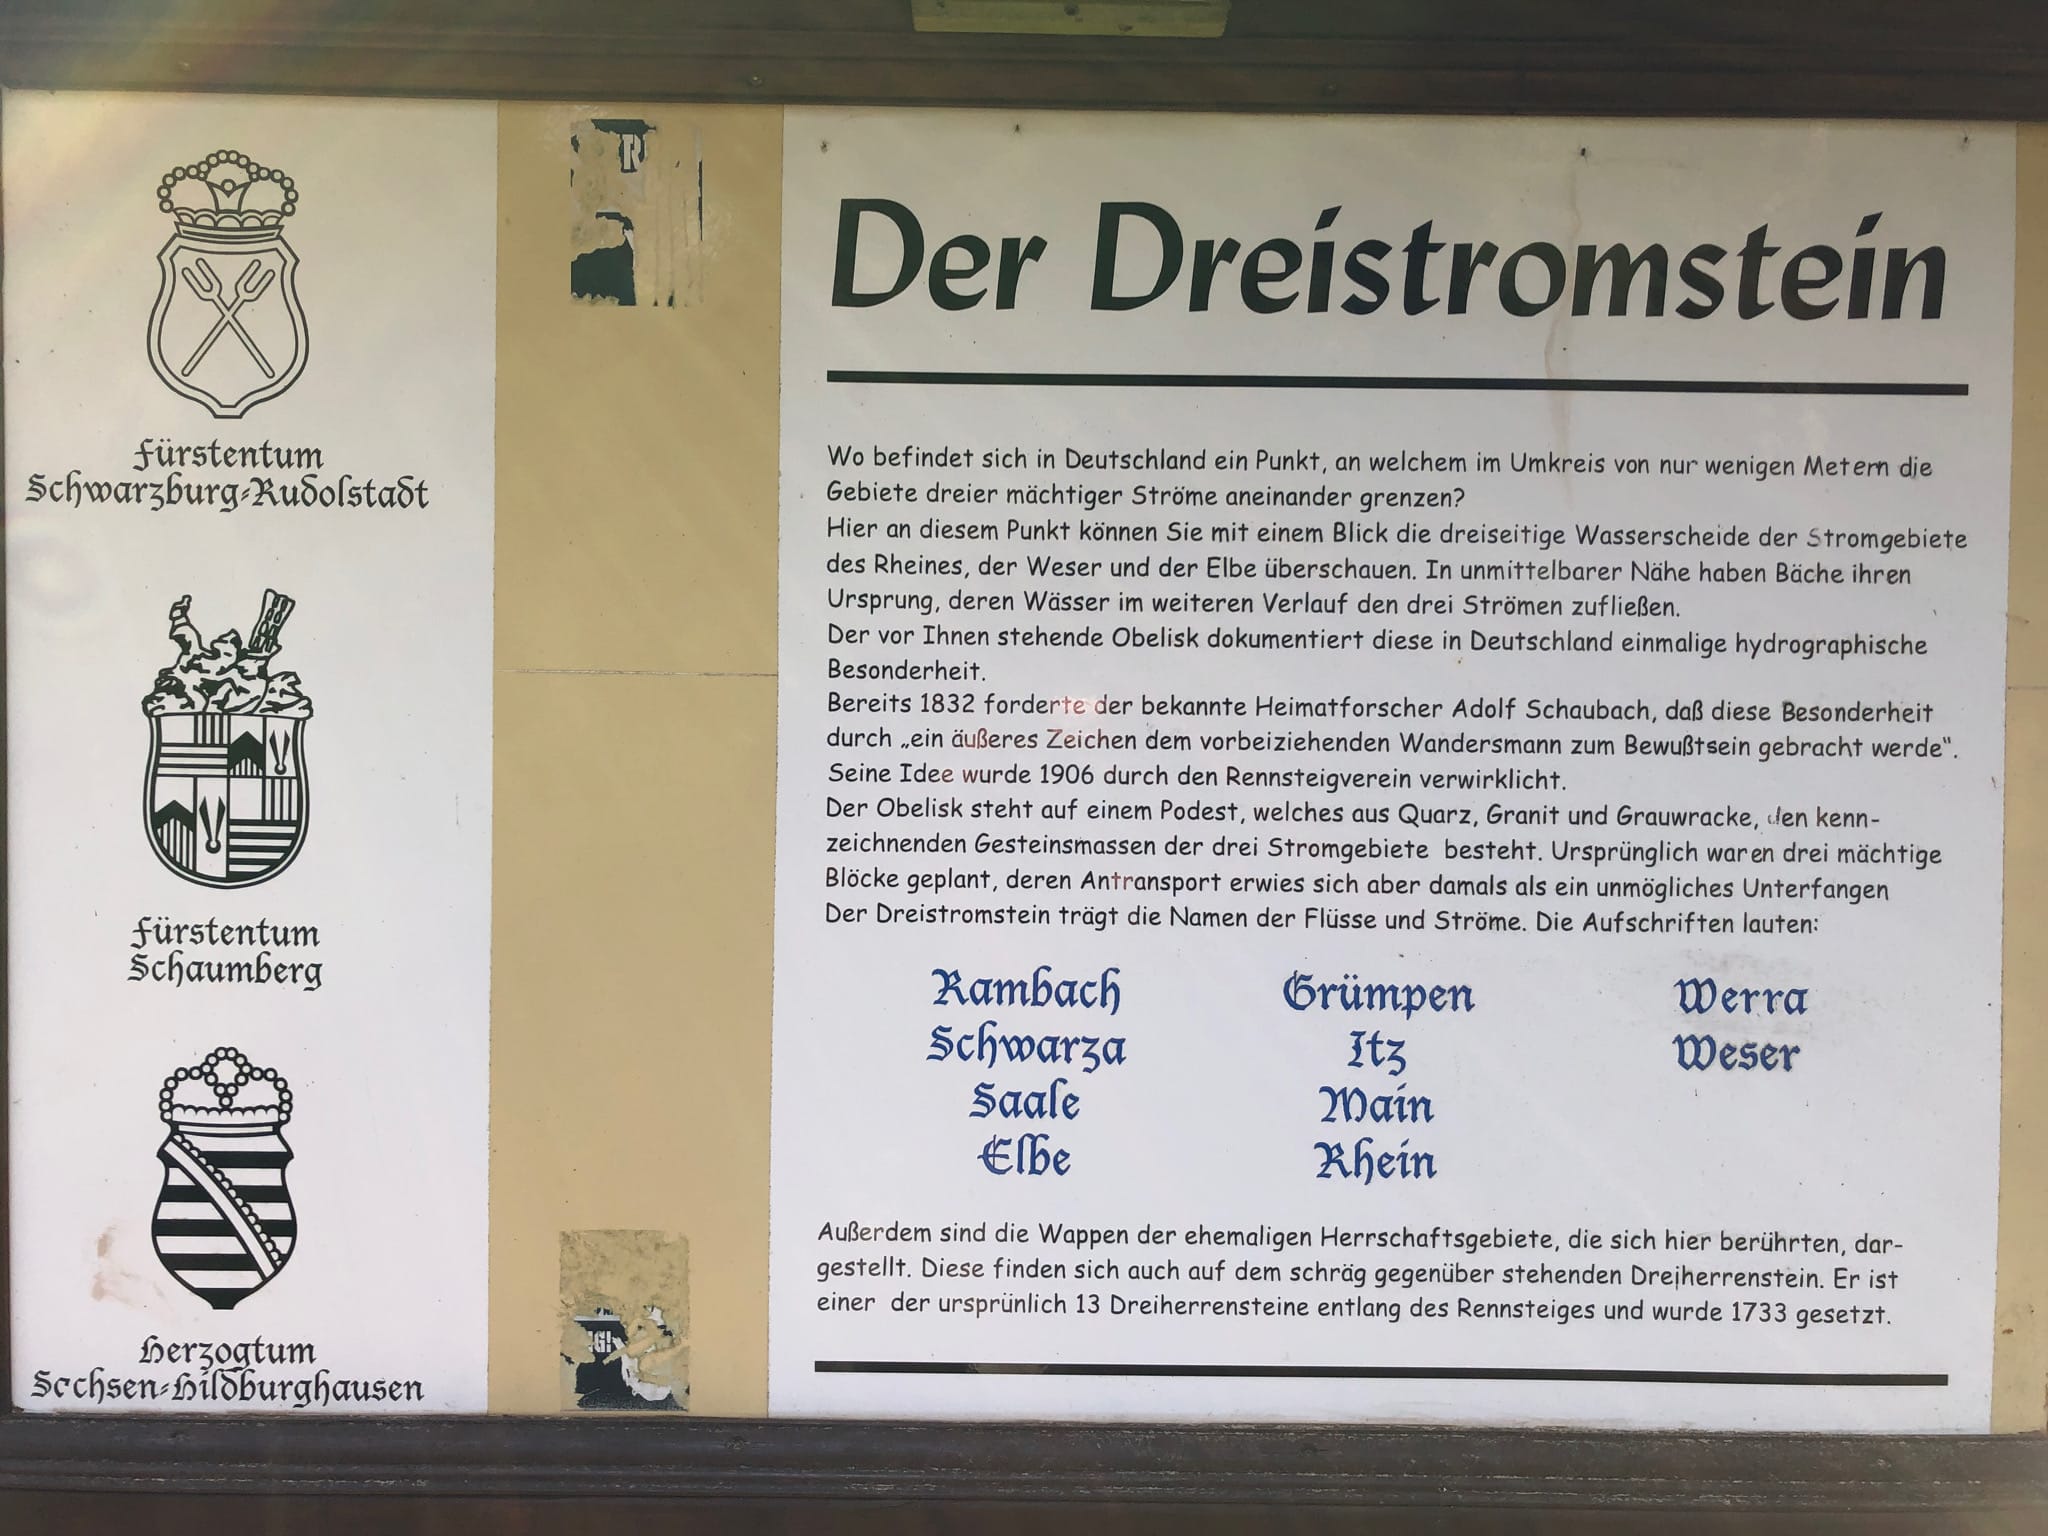 Fürstentum
Schwarzburg-Rudolstadt
Fürstentum
Schaumberg
Herzogtum
Sachsen-Hildburghausen
R
IG!
Der Dreistromstein
Wo befindet sich in Deutschland ein Punkt, an welchem im Umkreis von nur wenigen Metern die
Gebiete dreier mächtiger Ströme aneinander grenzen?
Hier an diesem Punkt können Sie mit einem Blick die dreiseitige Wasserscheide der Stromgebiete
des Rheines, der Weser und der Elbe überschauen. In unmittelbarer Nähe haben Bäche ihren
Ursprung, deren Wässer im weiteren Verlauf den drei Strömen zufließen.
Der vor Ihnen stehende Obelisk dokumentiert diese in Deutschland einmalige hydrographische
Besonderheit.
Bereits 1832 forderte der bekannte Heimatforscher Adolf Schaubach, daß diese Besonderheit
durch „ein äußeres Zeichen dem vorbeiziehenden Wandersmann zum Bewußtsein gebracht werde“.
Seine Idee wurde 1906 durch den Rennsteigverein verwirklicht.
Der Obelisk steht auf einem Podest, welches aus Quarz, Granit und Grauwracke, den kenn-
zeichnenden Gesteinsmassen der drei Stromgebiete besteht. Ursprünglich waren drei mächtige
Blöcke geplant, deren Antransport erwies sich aber damals als ein unmögliches Unterfangen
Der Dreistromstein trägt die Namen der Flüsse und Ströme. Die Aufschriften lauten:
Rambach Grümpen Werra
Schwarza Itz Weser
Saale Main
Elbe Rhein
Außerdem sind die Wappen der ehemaligen Herrschaftsgebiete, die sich hier berührten, dar-
gestellt. Diese finden sich auch auf dem schräg gegenüber stehenden Dreiherrenstein. Er ist
einer der ursprünlich 13 Dreiherrensteine entlang des Rennsteiges und wurde 1733 gesetzt.